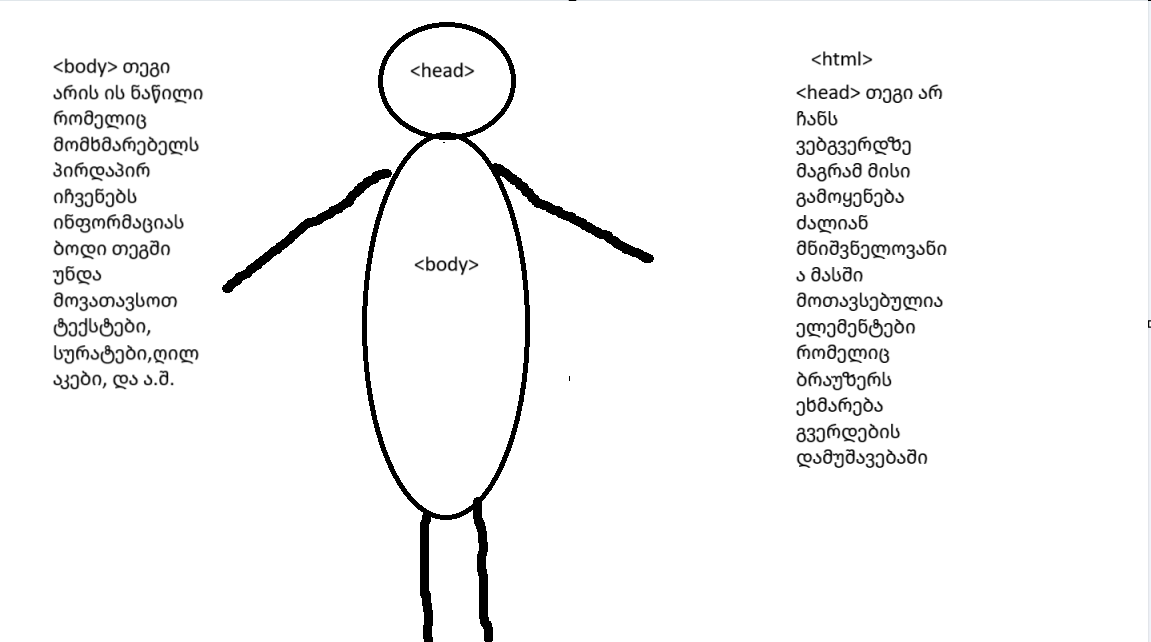 <body> თეგი
არის ის ნაწილი
რომელიც
მომხმარებელს
პირდაპირ
იჩვენებს
ინფორმაციას
ბოდი თეგში
უნდა
მოვათავსოთ
ტექსტები,
სურატები,ღილ
აკები, და ა.შ.
<head>
<body>
<html>
<head> თეგი არ
ჩანს
ვებგვერდზე
მაგრამ მისი
გამოყენება
ძალიან
მნიშვნელოვანი
ა მასში
მოთავსებულია
ელემენტები
რომელიც
ბრაუზერს
ეხმარება
გვერდების
დამუშავებაში